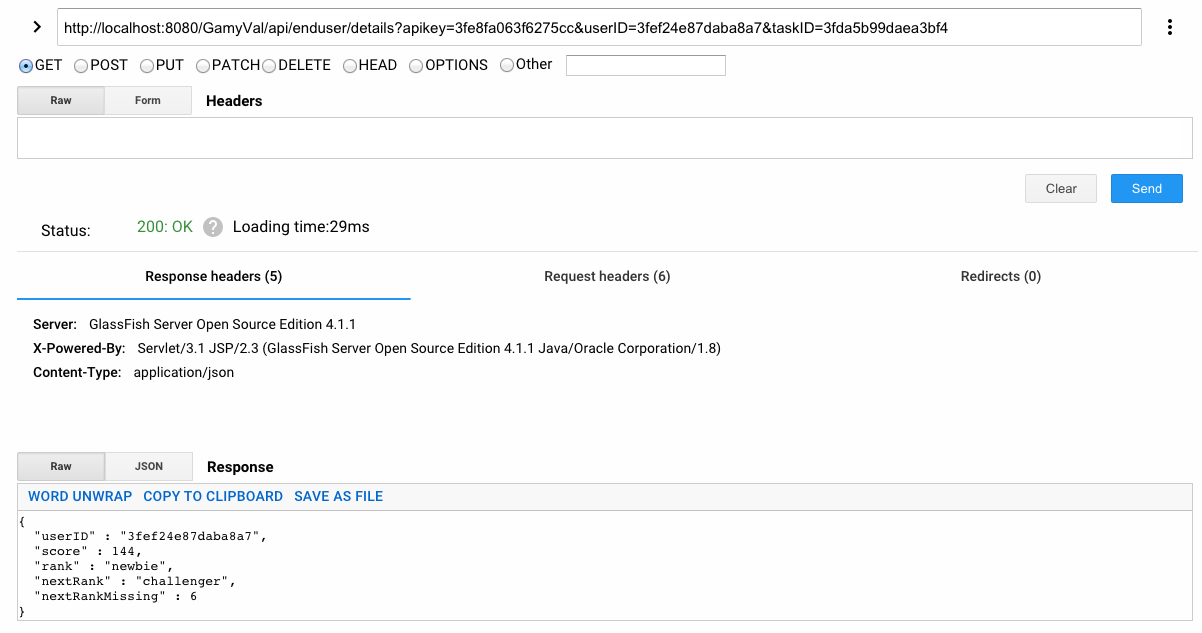 http://localhost:8080/GamyVal/api/enduser/details?apikey=3fe8fa063f6275cc&userID=3fef24e87daba8a7&taskID=3fda5b99daea3bf4
GET POST PUT PATCH DELETE HEAD OPTIONS Other
Raw Form Headers
Clear Send
Status: 200: OK ? Loading time:29ms
Response headers (5) Request headers (6) Redirects (0)
Server: GlassFish Server Open Source Edition 4.1.1
X-Powered-By: Servlet/3.1 JSP/2.3 (GlassFish Server Open Source Edition 4.1.1 Java/Oracle Corporation/1.8)
Content-Type: application/json
Raw JSON Response
WORD UNWRAP COPY TO CLIPBOARD SAVE AS FILE
{
"userID" : "3fef24e87daba8a7",
"score" : 144,
"rank" : "newbie",
"nextRank" : "challenger",
"nextRankMissing" : 6
}